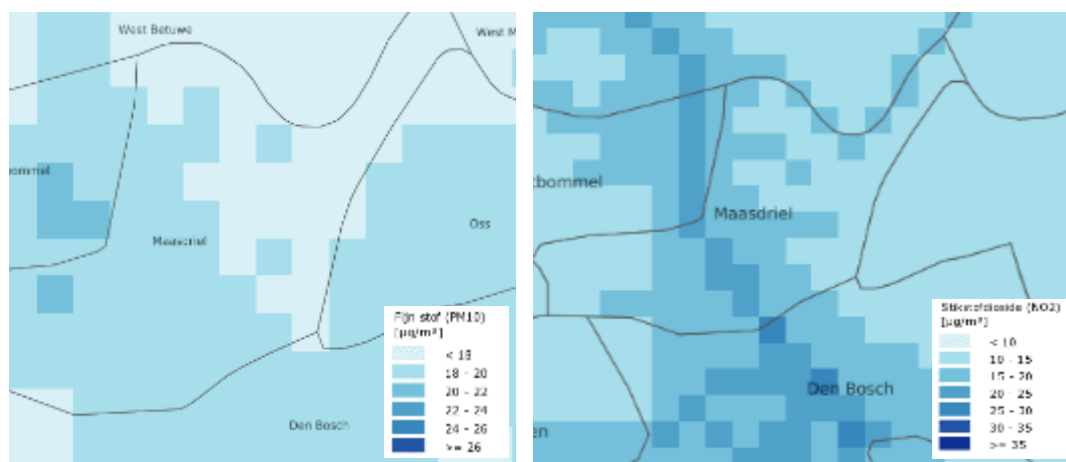 West Betuwe
West M
ommel
Maasdriel
Oss
Den Bosch
Fijn stof (PM10)
[µg/m³]
< 18
18 - 20
20 - 22
22 - 24
24 - 26
>= 26
tbommel
Maasdriel
Den Bosch
en
Stikstofdioxide (NO2)
[µg/m³]
< 10
10 - 15
15 - 20
20 - 25
25 - 30
30 - 35
>= 35